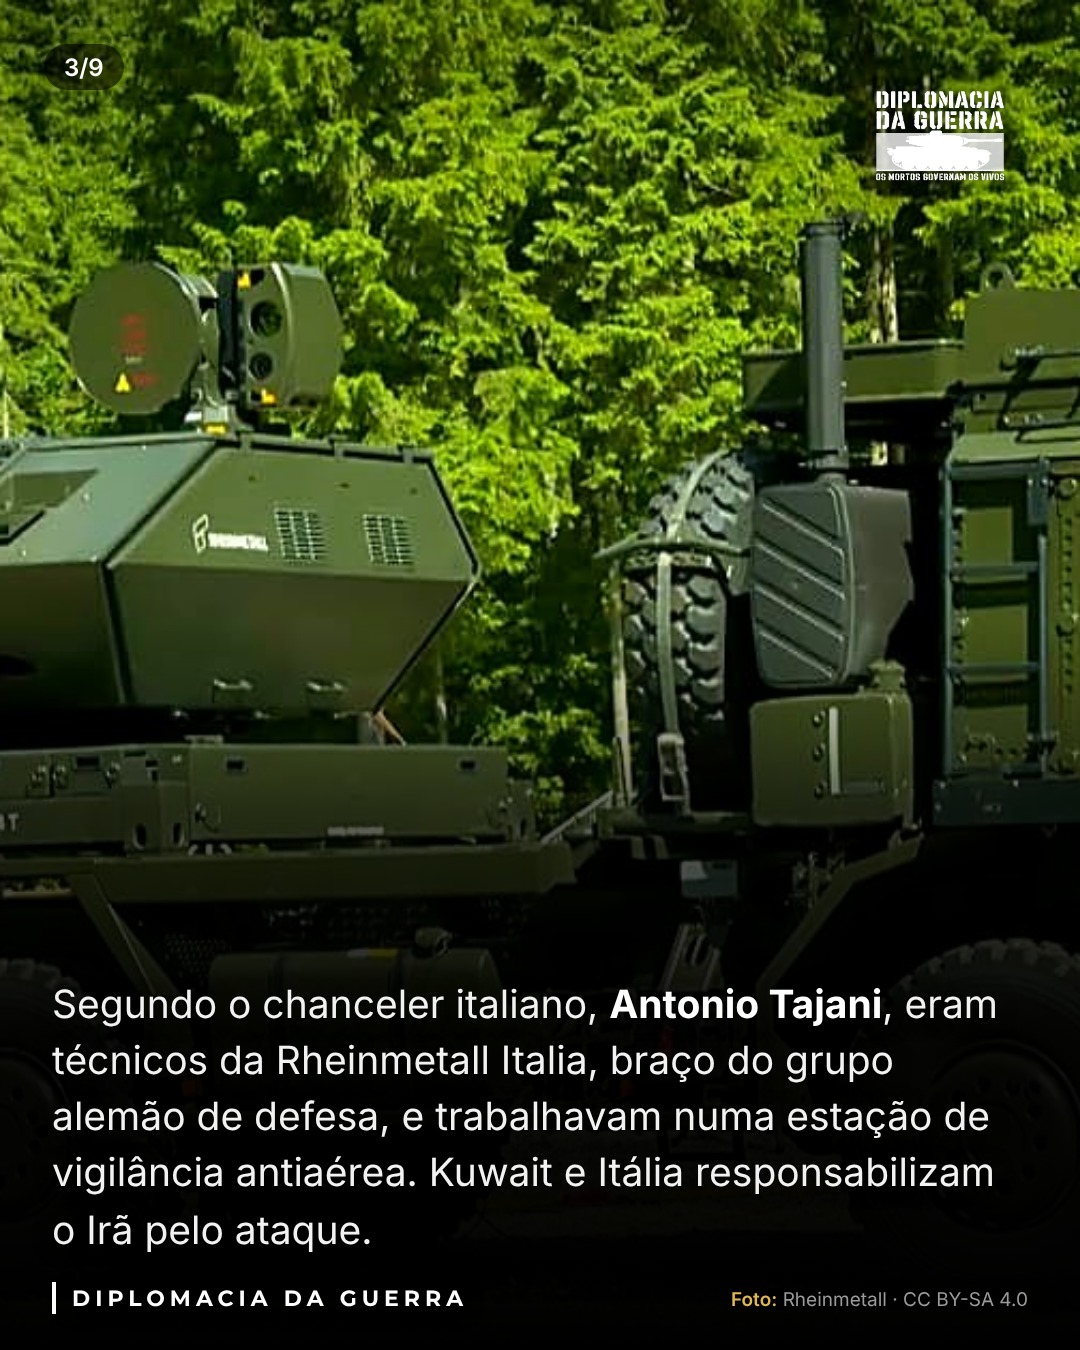 3/9
DIPLOMACIA
DA GUERRA
OS MORTOS GOVERNAM OS VIVOS
RHEINMETALL
Segundo o chanceler italiano, Antonio Tajani, eram
técnicos da Rheinmetall Italia, braço do grupo
alemão de defesa, e trabalhavam numa estação de
vigilância antiaérea. Kuwait e Itália responsabilizam
o Irã pelo ataque.
DIPLOMACIA DA GUERRA
Foto: Rheinmetall · CC BY-SA 4.0